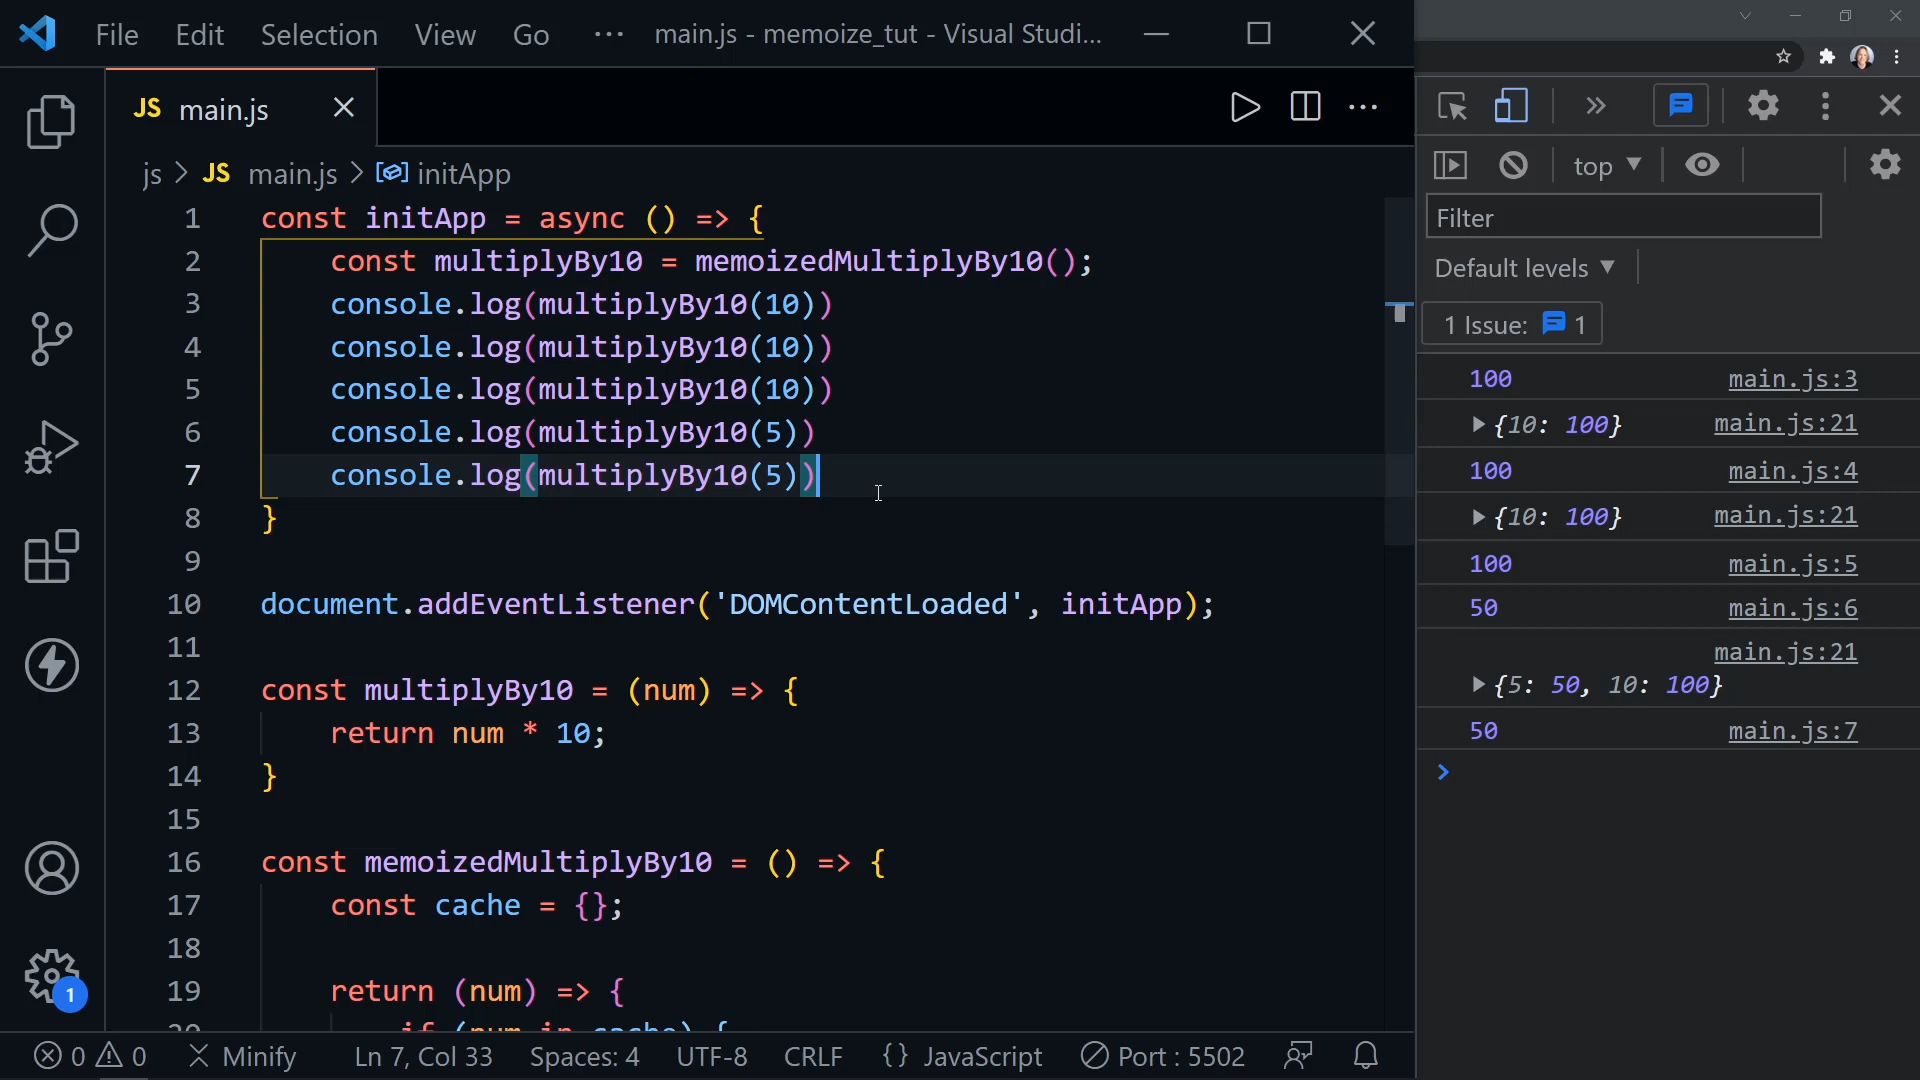 File Edit Selection View Go ··· main.js - memoize_tut - Visual Studi...
JS main.js
js > JS main.js > initApp
1 const initApp = async () => {
2 const multiplyBy10 = memoizedMultiplyBy10();
3 console.log(multiplyBy10(10))
4 console.log(multiplyBy10(10))
5 console.log(multiplyBy10(10))
6 console.log(multiplyBy10(5))
7 console.log(multiplyBy10(5))
8 }
9
10 document.addEventListener('DOMContentLoaded', initApp);
11
12 const multiplyBy10 = (num) => {
13 return num * 10;
14 }
15
16 const memoizedMultiplyBy10 = () => {
17 const cache = {};
18
19 return (num) => {
20 if (num in cache) {
1
0 0 Minify Ln 7, Col 33 Spaces: 4 UTF-8 CRLF {} JavaScript Port : 5502
top
Filter
Default levels
1 Issue: 1
100 main.js:3
{10: 100} main.js:21
100 main.js:4
{10: 100} main.js:21
100 main.js:5
50 main.js:6
main.js:21
{5: 50, 10: 100}
50 main.js:7